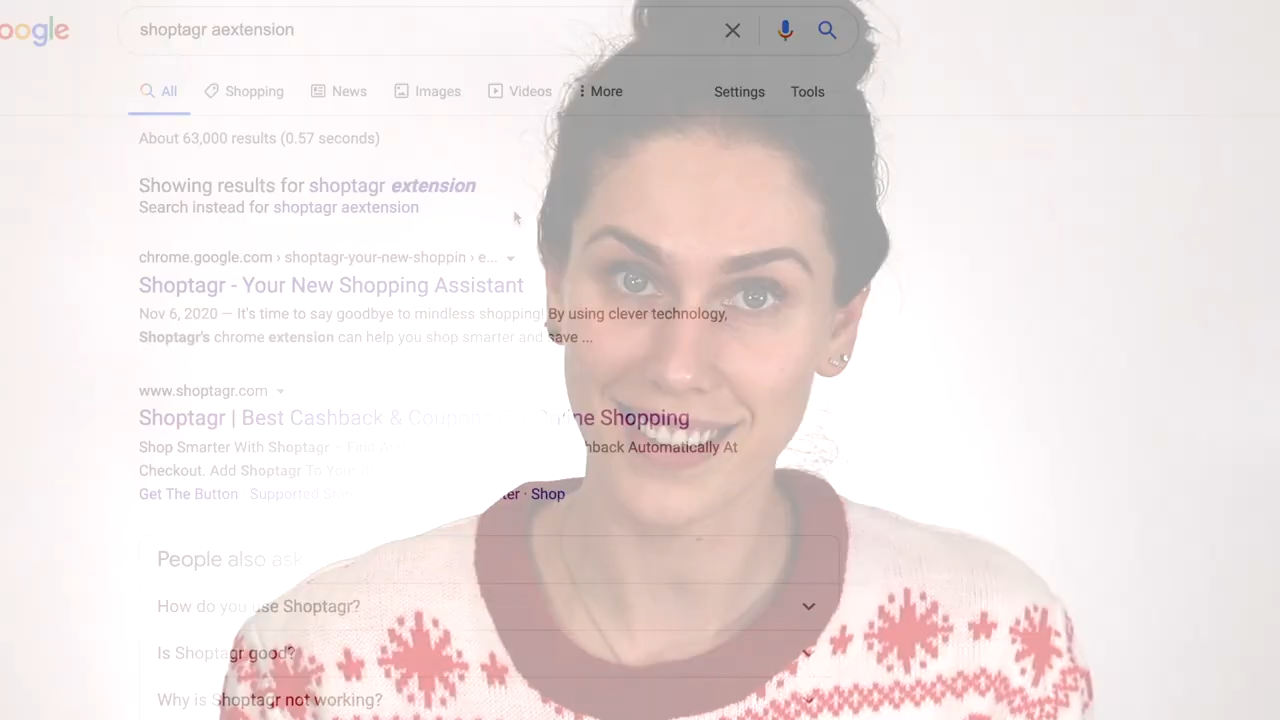 oogle
shoptagr aextension
All Shopping News Images Videos More Settings Tools
About 63,000 results (0.57 seconds)
Showing results for shoptagr extension
Search instead for shoptagr aextension
chrome.google.com › shoptagr-your-new-shoppin › e...
Shoptagr - Your New Shopping Assistant
Nov 6, 2020 — It's time to say goodbye to mindless shopping! By using clever technology,
Shoptagr's chrome extension can help you shop smarter and save ...
www.shoptagr.com
Shoptagr | Best Cashback & Coupons Online Shopping
Shop Smarter With Shoptagr - Find hback Automatically At
Checkout. Add Shoptagr To Your
Get The Button · Supported ter · Shop
People also ask
How do you use Shoptagr?
Is Shoptagr good?
Why is Shoptagr not working?